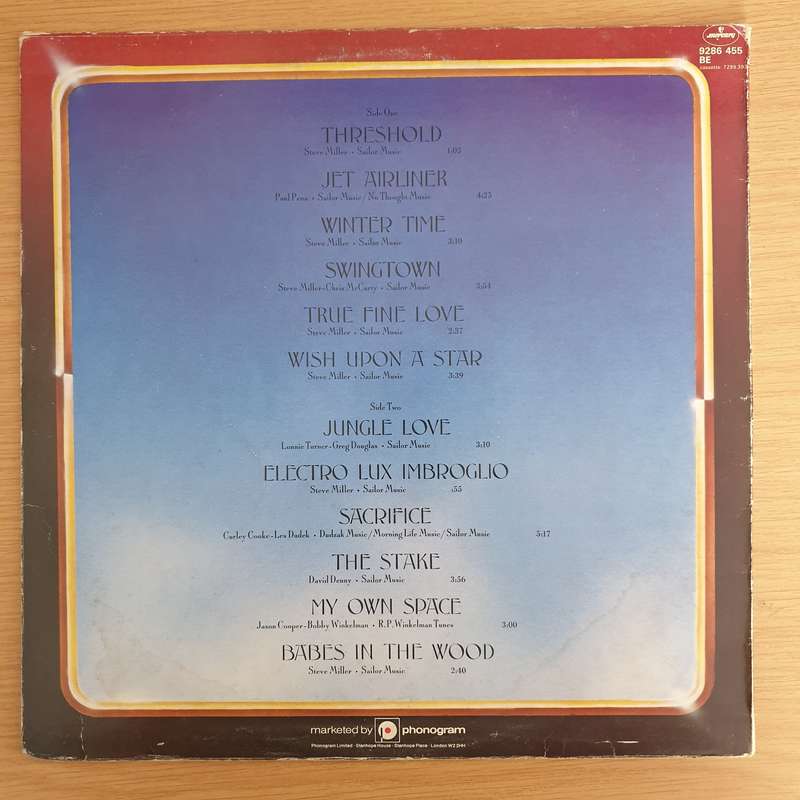 mercury
9286 455
BE
cassette 7299 393
Side One
THRESHOLD
Steve Miller • Sailor Music 1:02
JET AIRLINER
Paul Pena • Sailor Music / No Thought Music 4:25
WINTER TIME
Steve Miller • Sailor Music 3:10
SWINGTOWN
Steve Miller-Chris McCarty • Sailor Music 3:54
TRUE FINE LOVE
Steve Miller • Sailor Music 2:37
WISH UPON A STAR
Steve Miller • Sailor Music 3:39
Side Two
JUNGLE LOVE
Lonnie Turner-Greg Douglas • Sailor Music 3:10
ELECTRO LUX IMBROGLIO
Steve Miller • Sailor Music :55
SACRIFICE
Curley Cooke-Les Dudek • Dudzak Music / Morning Life Music / Sailor Music 5:17
THE STAKE
David Denny • Sailor Music 3:56
MY OWN SPACE
Jason Cooper-Bobby Winkelman • R.P. Winkelman Tunes 3:00
BABES IN THE WOOD
Steve Miller • Sailor Music 2:40
marketed by phonogram
Phonogram Limited · Stanhope House · Stanhope Place · London W2 2HH